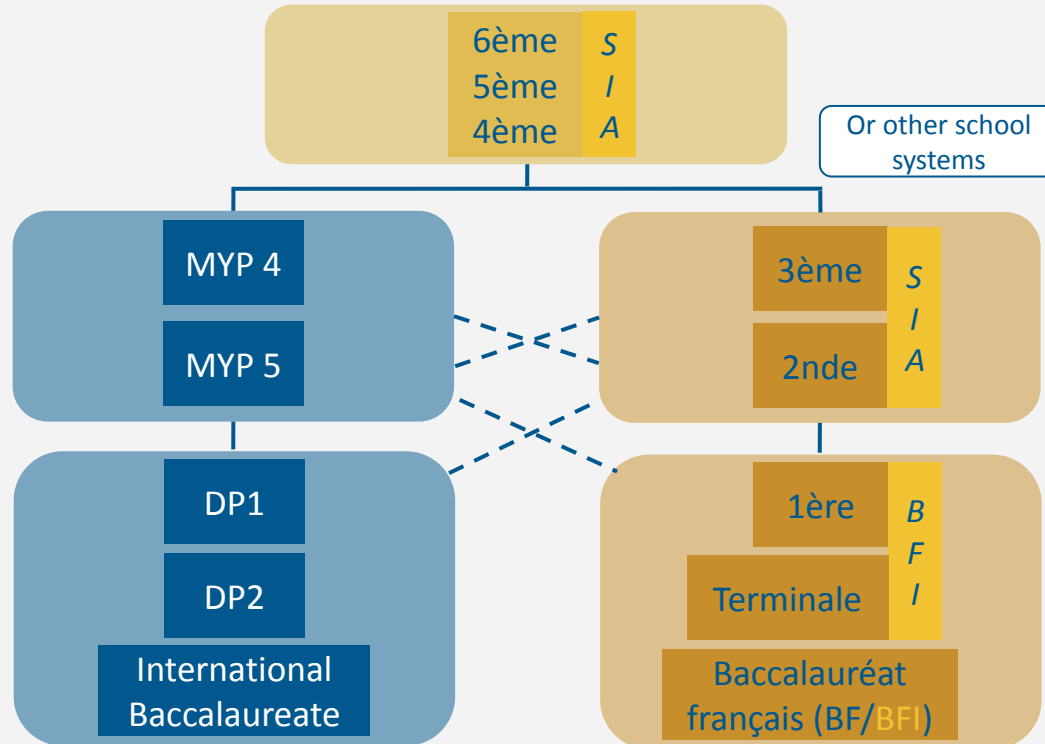 6ème
5ème
4ème
S
I
A
Or other school
systems
MYP 4
MYP 5
3ème
2nde
S
I
A
DP1
DP2
International
Baccalaureate
1ère
Terminale
B
F
I
Baccalauréat
français (BF/BFI)